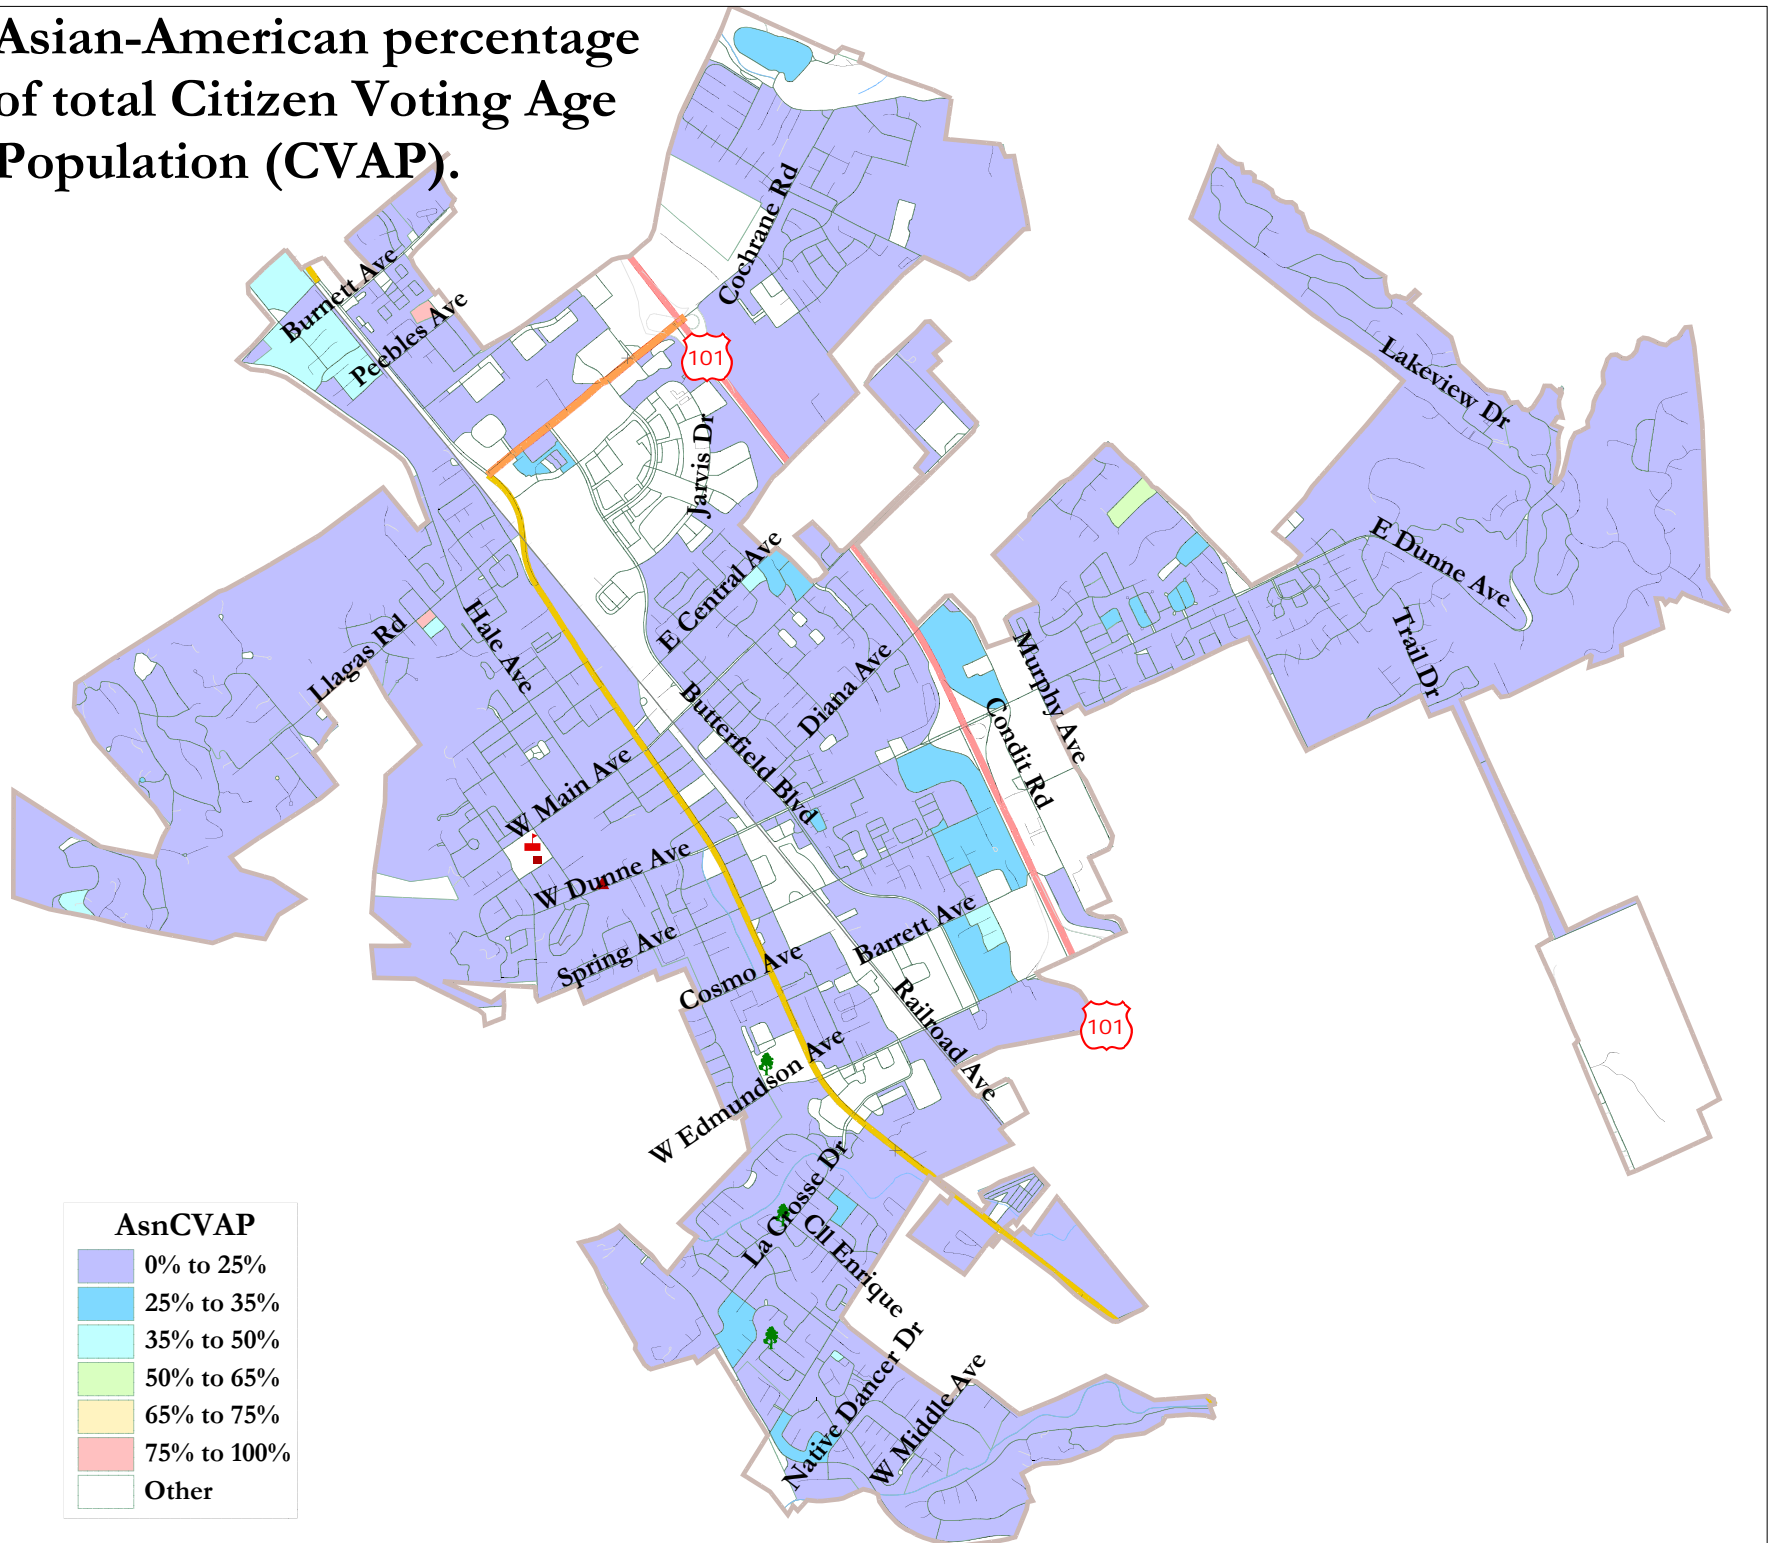 Asian-American percentage
of total Citizen Voting Age
Population (CVAP).
Cochrane Rd
Burnett Ave
Peebles Ave
101
Lakeview Dr
Jarvis Dr
E Central Ave
E Dunne Ave
Hale Ave
Llagas Rd
Trail Dr
Murphy Ave
Diana Ave
Butterfield Blvd
Condit Rd
W Main Ave
W Dunne Ave
Spring Ave
Barrett Ave
Cosmo Ave
Railroad Ave
101
W Edmundson Ave
La Crosse Dr
Cll Enrique
Native Dancer Dr
W Middle Ave
AsnCVAP
0% to 25%
25% to 35%
35% to 50%
50% to 65%
65% to 75%
75% to 100%
Other